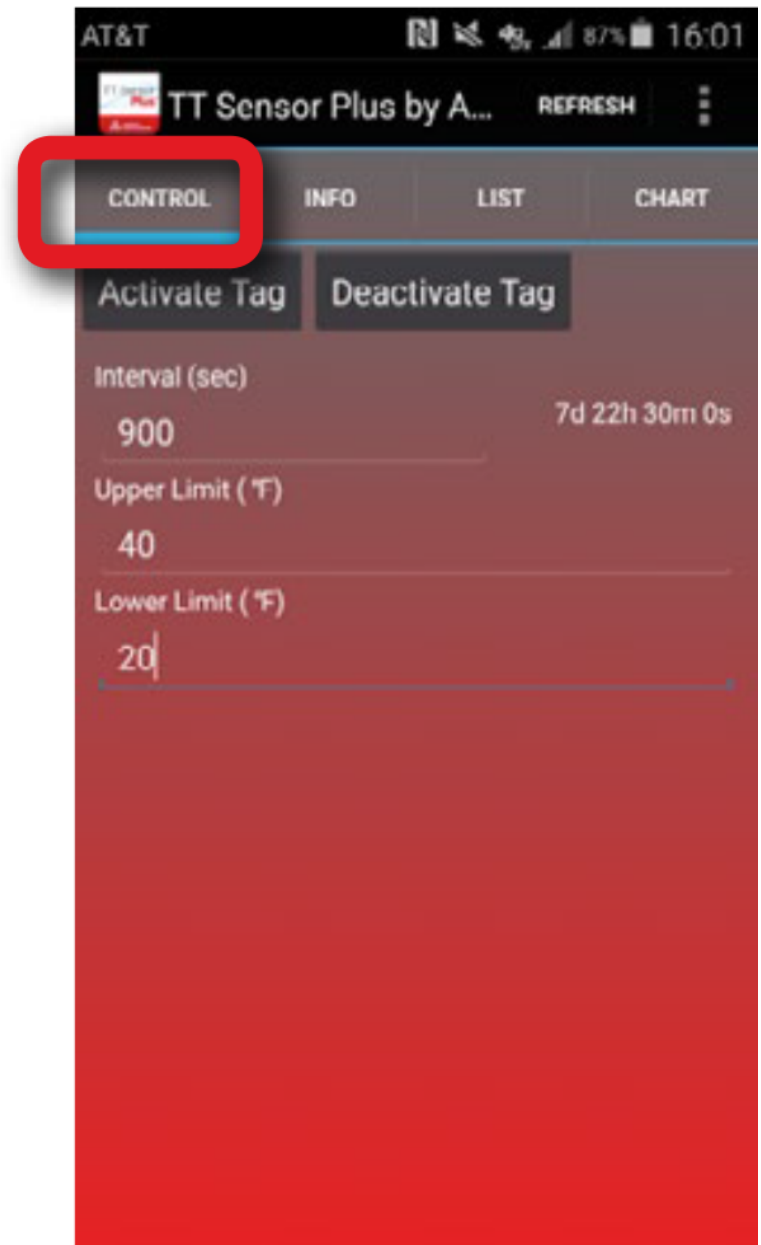 AT&T 87% 16:01
TT Sensor Plus by A... REFRESH
CONTROL INFO LIST CHART
Activate Tag Deactivate Tag
Interval (sec)
900 7d 22h 30m 0s
Upper Limit (°F)
40
Lower Limit (°F)
20